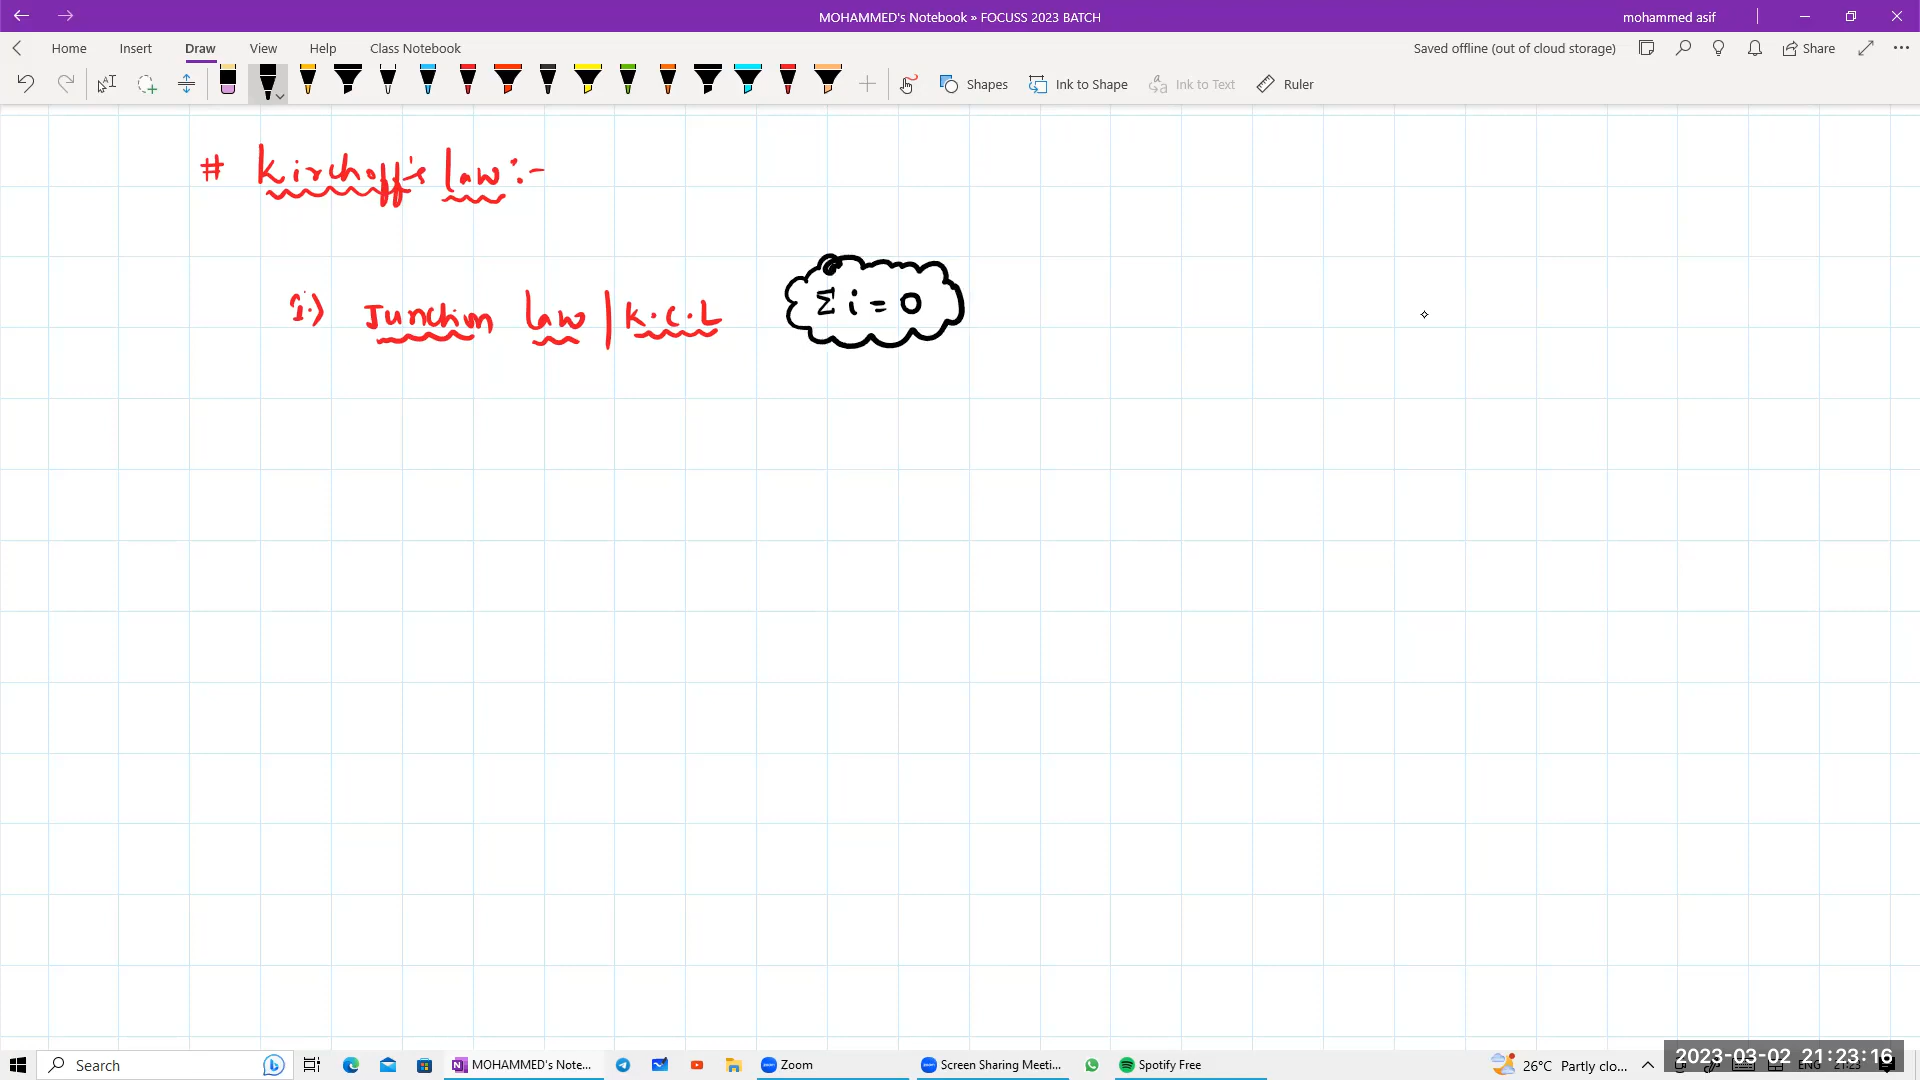 MOHAMMED's Notebook » FOCUSS 2023 BATCH
mohammed asif
Home Insert Draw View Help Class Notebook
Saved offline (out of cloud storage)
Share
Shapes Ink to Shape Ink to Text Ruler
# Kirchoff's law :-
i.) Junction law | K.C.L
Σ i = 0
Search
MOHAMMED's Note...
Zoom
Screen Sharing Meeti...
Spotify Free
26°C Partly clo...
2023-03-02 21:23:16
ENG